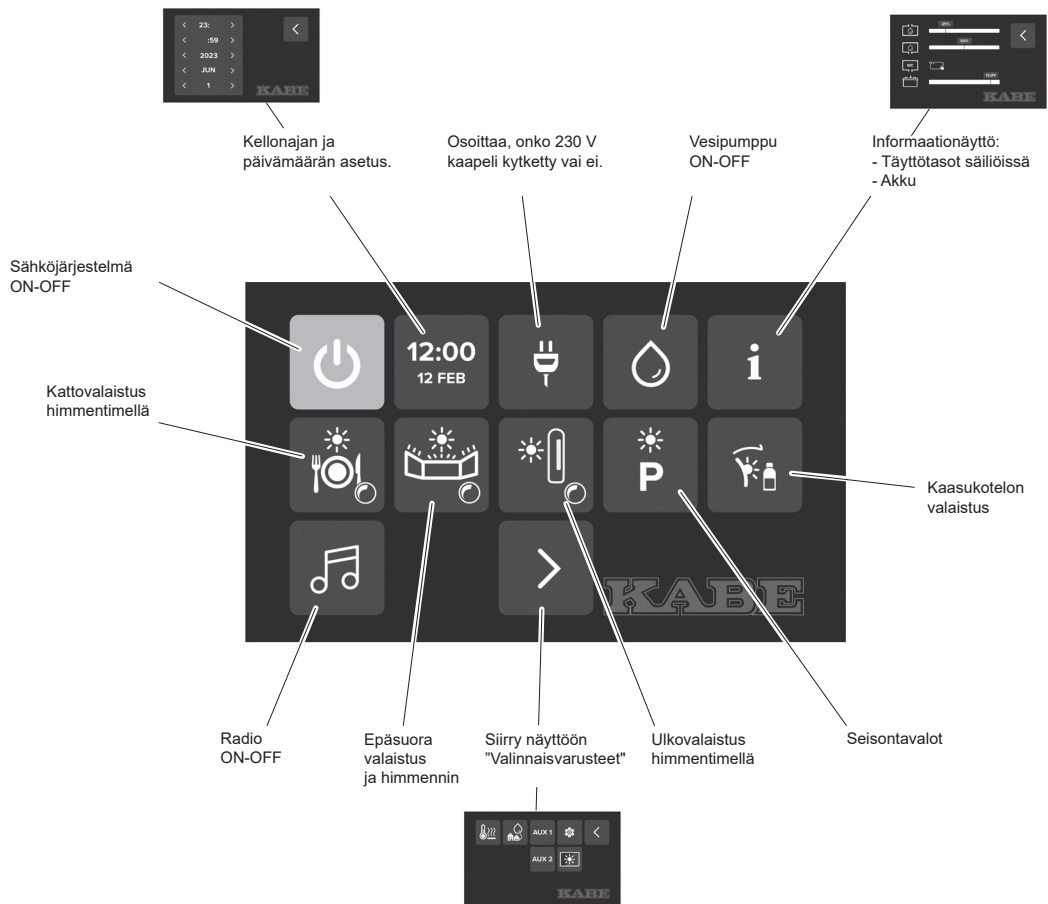 23:
:59
2023
JUN
1
KABE
25%
50%
WC
12,9V
KABE
Kellonajan ja
päivämäärän asetus.
Osoittaa, onko 230 V
kaapeli kytketty vai ei.
Vesipumppu
ON-OFF
Informaationäyttö:
- Täyttötasot säiliöissä
- Akku
Sähköjärjestelmä
ON-OFF
12:00
12 FEB
i
Kattovalaistus
himmentimellä
P
Kaasukotelon
valaistus
KABE
Radio
ON-OFF
Epäsuora
valaistus
ja himmennin
Siirry näyttöön
"Valinnaisvarusteet"
Ulkovalaistus
himmentimellä
Seisontavalot
AUX 1
AUX 2
KABE